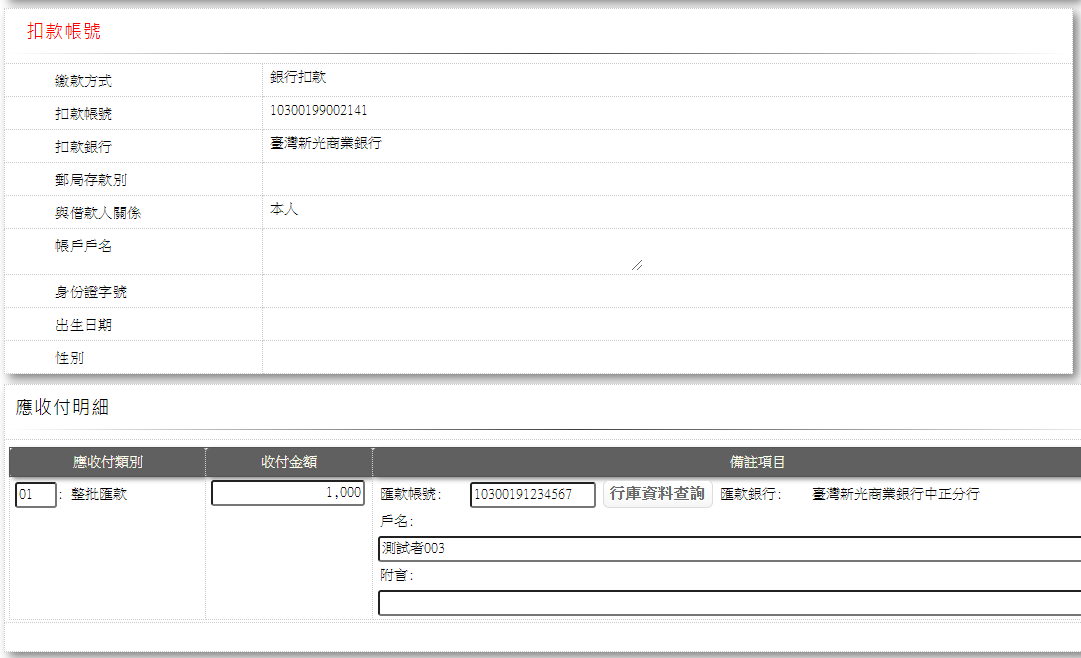 扣款帳號
繳款方式 銀行扣款
扣款帳號 10300199002141
扣款銀行 臺灣新光商業銀行
郵局存款別
與借款人關係 本人
帳戶戶名
身份證字號
出生日期
性別
應收付明細
應收付類別 收付金額 備註項目
01 : 整批匯款 1,000 匯款帳號: 10300191234567 行庫資料查詢 匯款銀行: 臺灣新光商業銀行中正分行
戶名:
測試者003
附言: